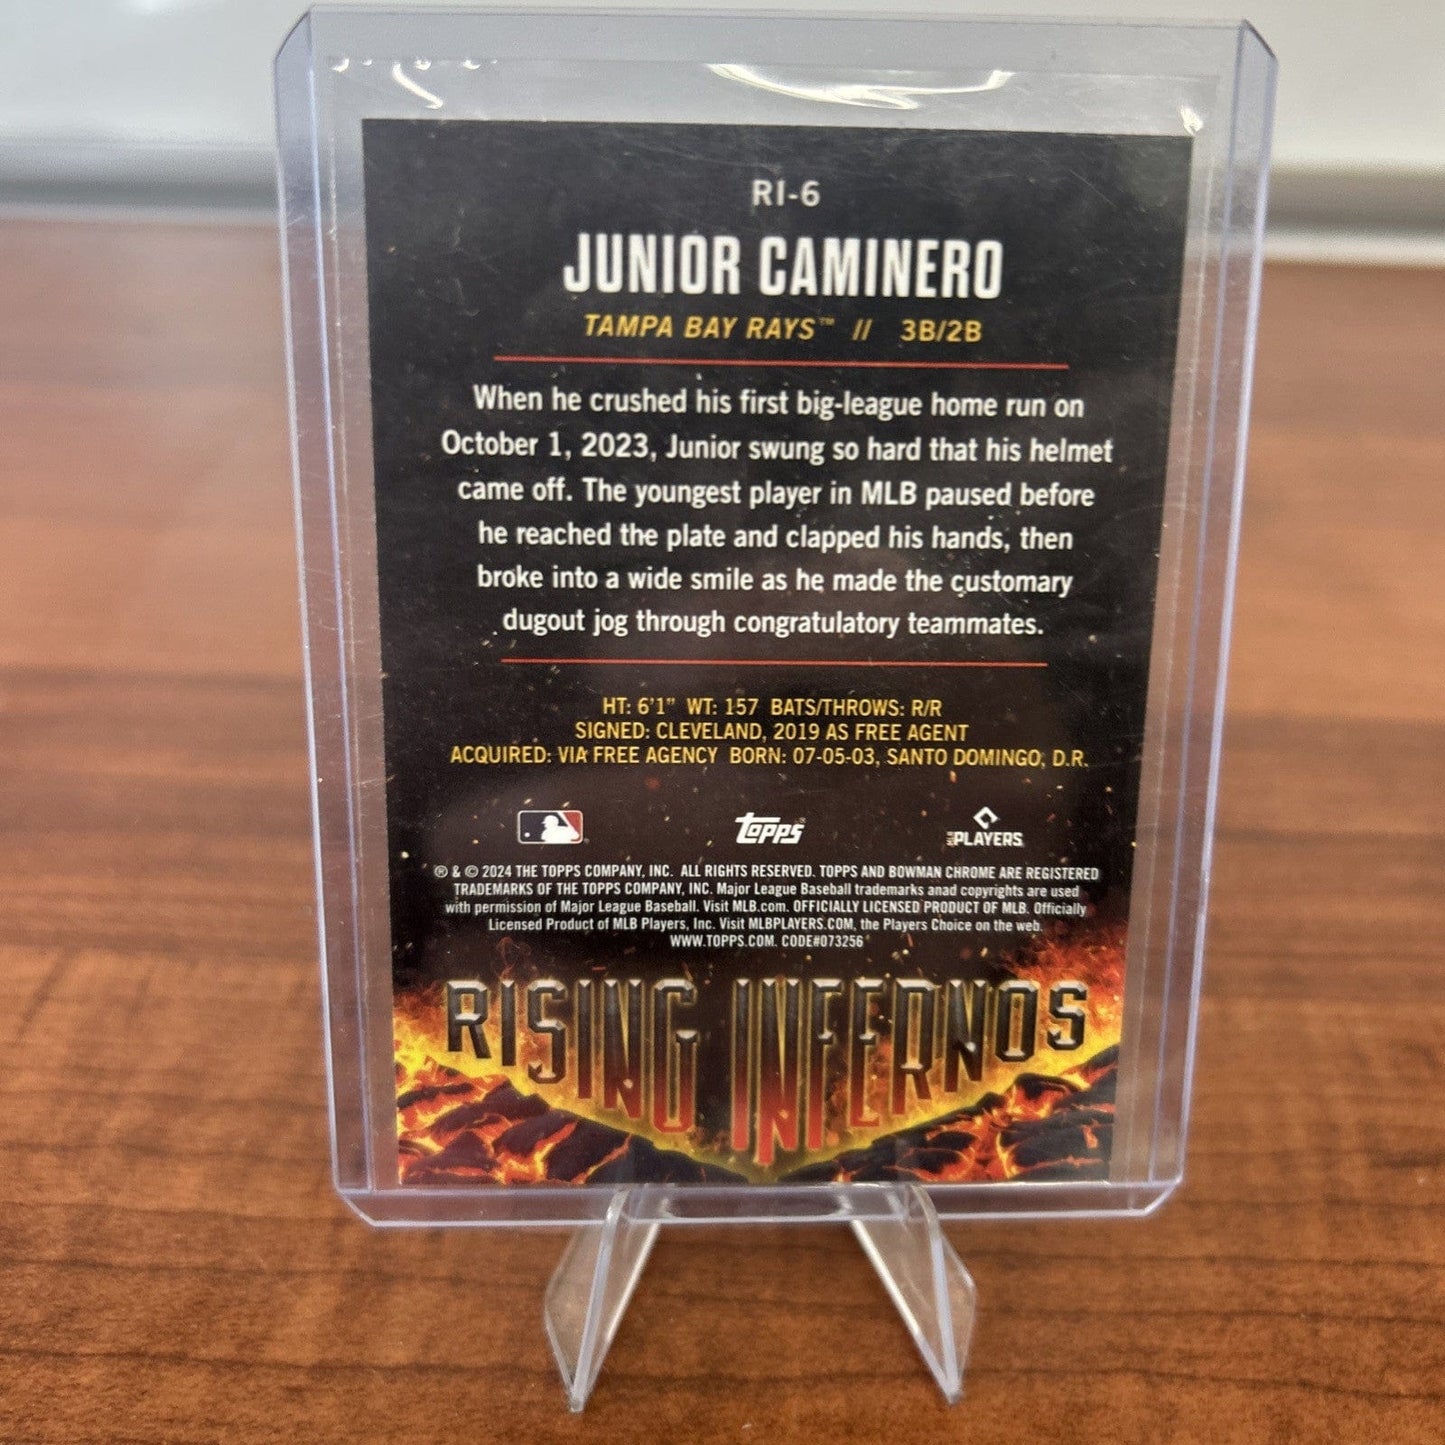 RI-6
JUNIOR CAMINERO
TAMPA BAY RAYS™ // 3B/2B
When he crushed his first big-league home run on
October 1, 2023, Junior swung so hard that his helmet
came off. The youngest player in MLB paused before
he reached the plate and clapped his hands, then
broke into a wide smile as he made the customary
dugout jog through congratulatory teammates.
HT: 6'1" WT: 157 BATS/THROWS: R/R
SIGNED: CLEVELAND, 2019 AS FREE AGENT
ACQUIRED: VIA FREE AGENCY BORN: 07-05-03, SANTO DOMINGO, D.R.
TOPPS
MLB PLAYERS
® & © 2024 THE TOPPS COMPANY, INC. ALL RIGHTS RESERVED. TOPPS AND BOWMAN CHROME ARE REGISTERED
TRADEMARKS OF THE TOPPS COMPANY, INC. Major League Baseball trademarks anad copyrights are used
with permission of Major League Baseball. Visit MLB.com. OFFICIALLY LICENSED PRODUCT OF MLB. Officially
Licensed Product of MLB Players, Inc. Visit MLBPLAYERS.COM, the Players Choice on the web.
WWW.TOPPS.COM. CODE#073256
RISING INFERNOS